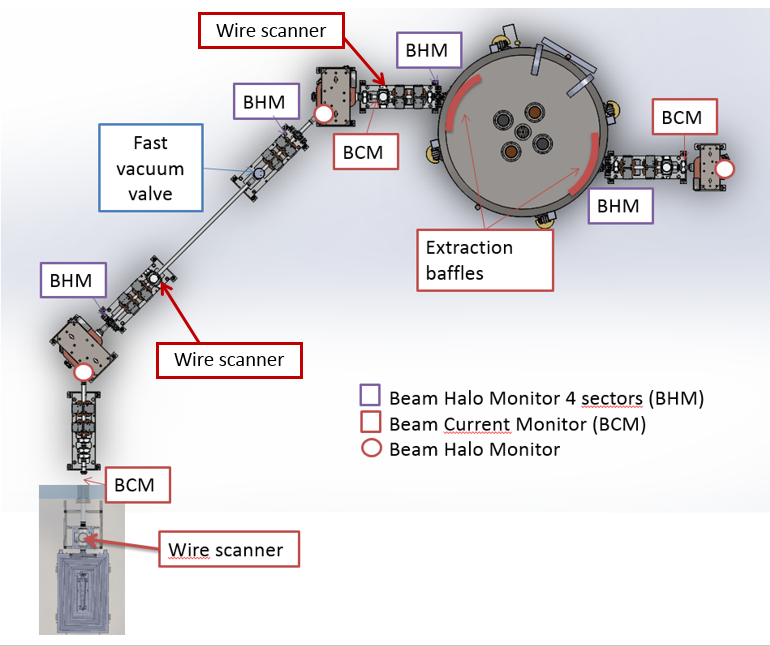 Wire scanner
BHM
BHM
BCM
BCM
Fast
vacuum
valve
BHM
Extraction
baffles
BHM
Wire scanner
Beam Halo Monitor 4 sectors (BHM)
Beam Current Monitor (BCM)
Beam Halo Monitor
BCM
Wire scanner